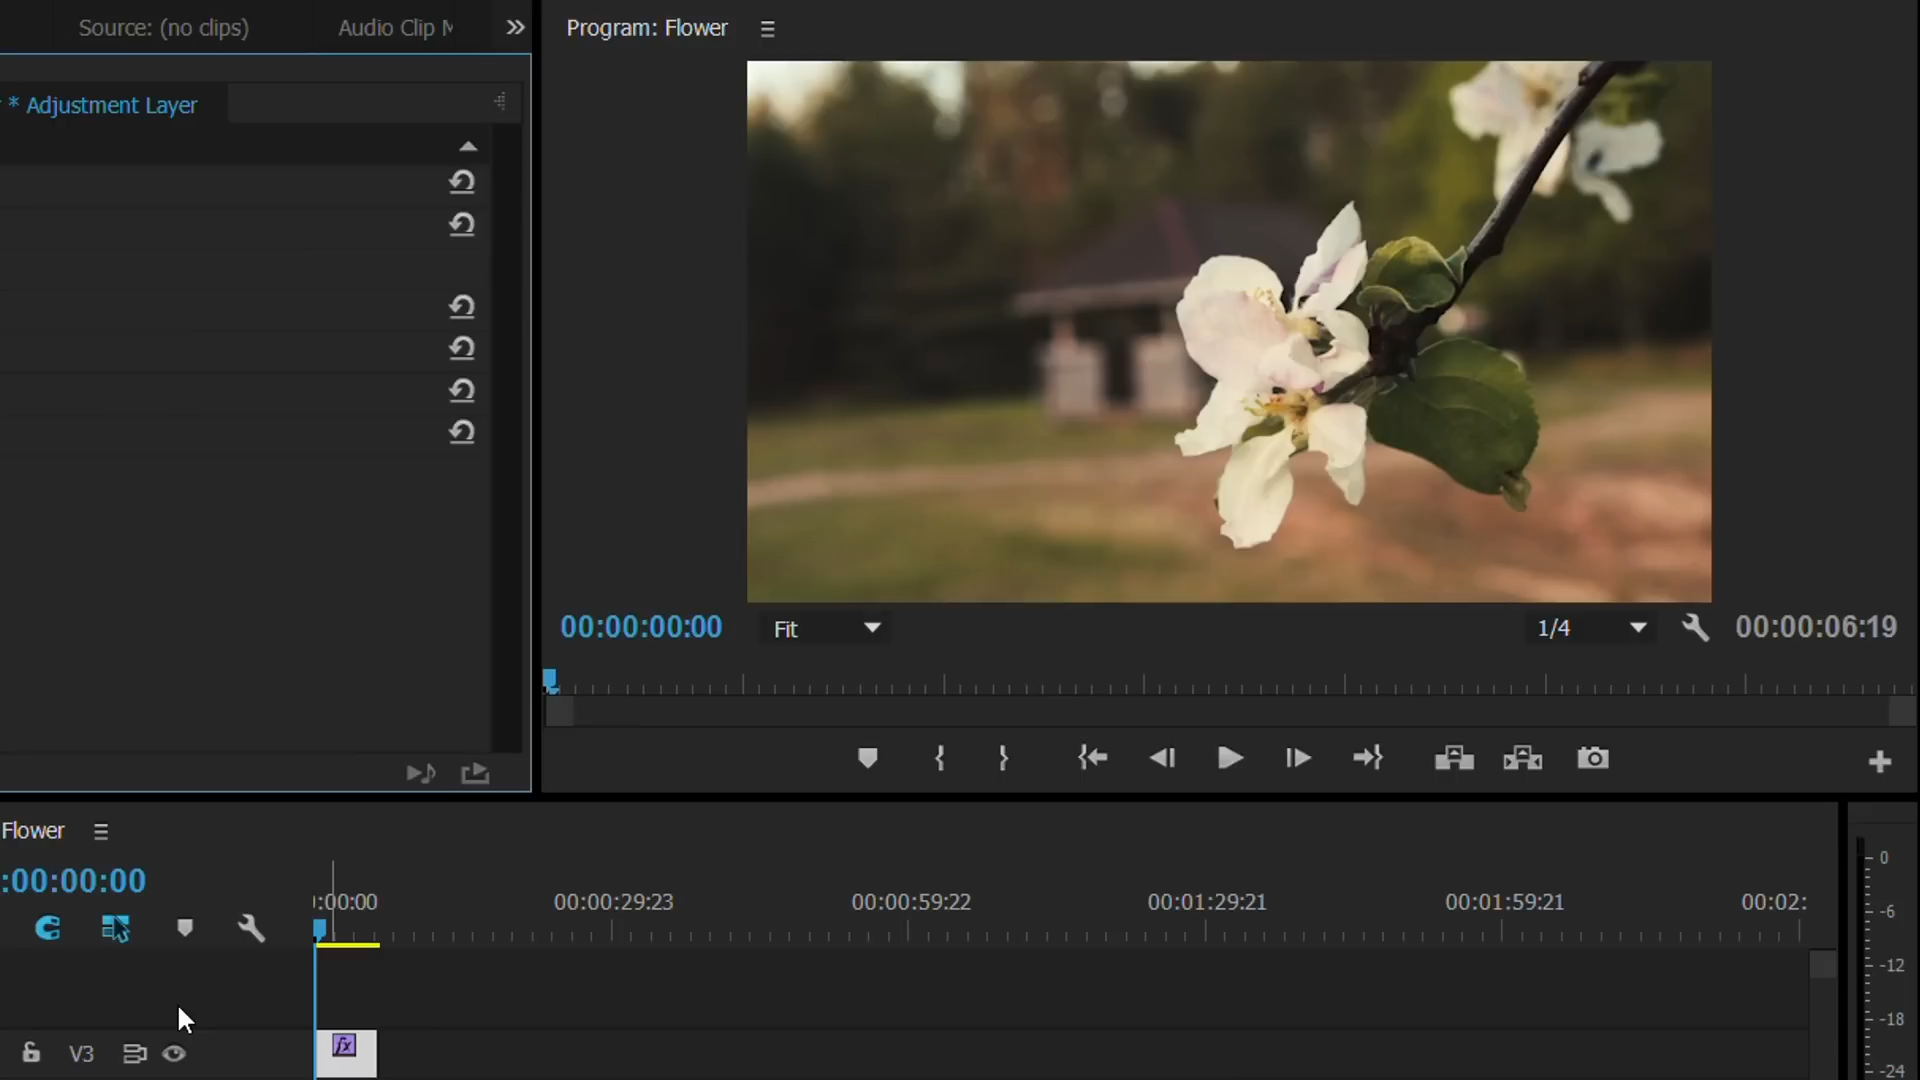 Source: (no clips)
Audio Clip M
Program: Flower
* Adjustment Layer
00:00:00:00
Fit
1/4
00:00:06:19
Flower
:00:00:00
:00:00
00:00:29:23
00:00:59:22
00:01:29:21
00:01:59:21
00:02:
0
-6
-12
-18
-24
V3
fx